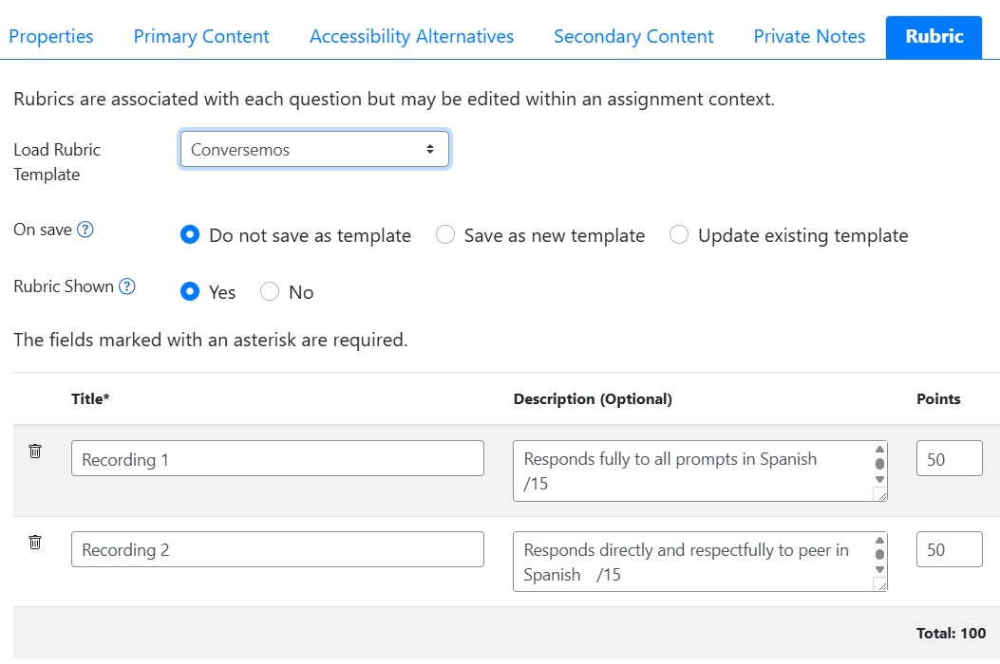 Properties Primary Content Accessibility Alternatives Secondary Content Private Notes Rubric
Rubrics are associated with each question but may be edited within an assignment context.
Load Rubric
Template
Conversemos
On save ? Do not save as template Save as new template Update existing template
Rubric Shown ? Yes No
The fields marked with an asterisk are required.
Title* Description (Optional) Points
Recording 1
Responds fully to all prompts in Spanish
/15
50
Recording 2
Responds directly and respectfully to peer in
Spanish /15
50
Total: 100